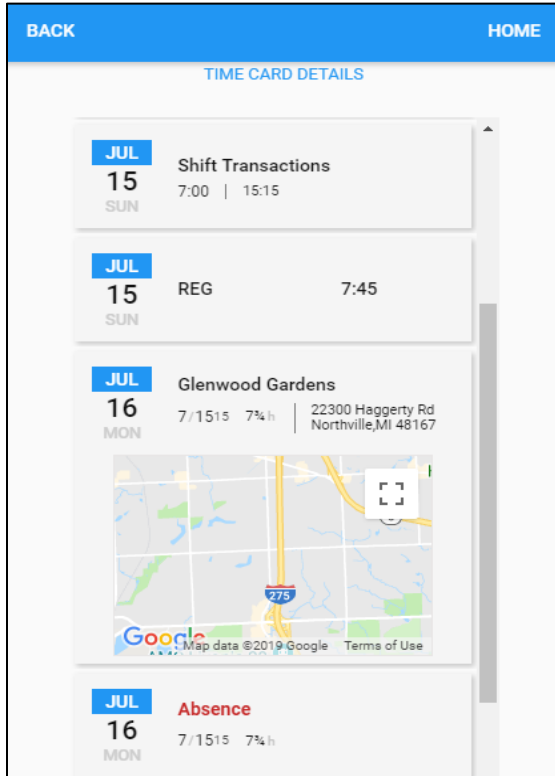 BACK HOME
TIME CARD DETAILS
JUL
15
SUN
Shift Transactions
7:00 | 15:15
JUL
15
SUN
REG 7:45
JUL
16
MON
Glenwood Gardens
7/1515 7¾h
22300 Haggerty Rd
Northville,MI 48167
275
Google
Map data ©2019 Google Terms of Use
JUL
16
MON
Absence
7/1515 7¾h